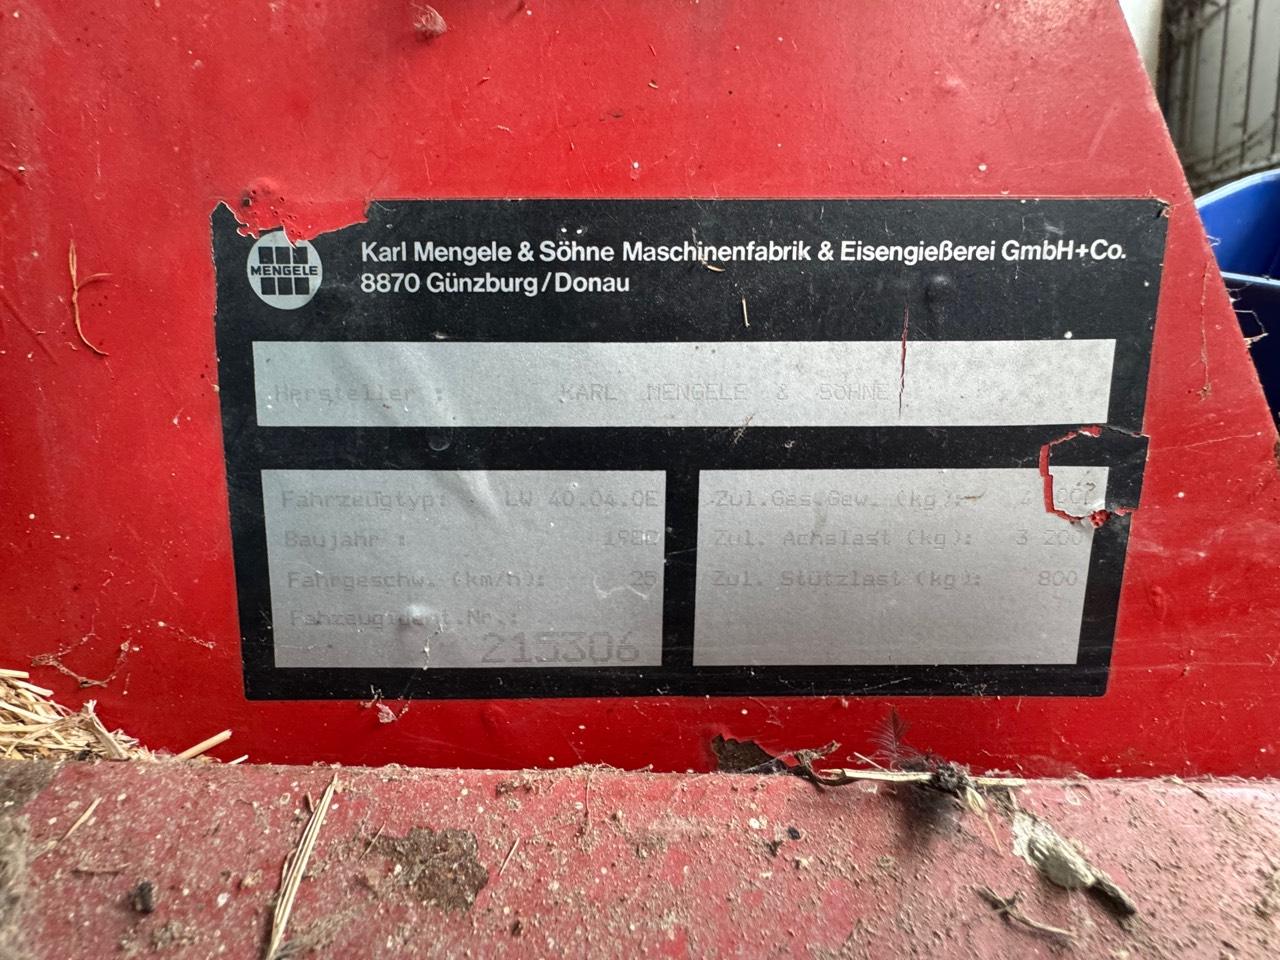 MENGELE
Karl Mengele & Söhne Maschinenfabrik & Eisengießerei GmbH+Co.
8870 Günzburg/Donau
Hersteller : KARL MENGELE & SÖHNE
Fahrzeugtyp: LW 40.04.0E
Baujahr : 1980
Fahrgeschw. (km/h): 25
Fahrzeugident.Nr.:
215306
Zul.Ges.Gew. (kg):
Zul. Achslast (kg): 3 200
Zul. Stützlast (kg): 800